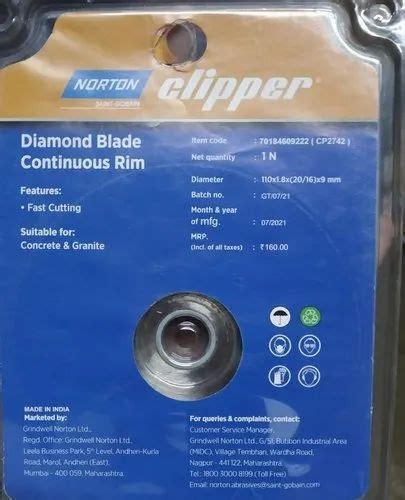 NORTON
SAINT-GOBAIN
clipper®
Diamond Blade
Continuous Rim
Features:
• Fast Cutting
Suitable for:
Concrete & Granite
Item code : 70184609222 ( CP2742 )
Net quantity : 1 N
Diameter : 110x1.8x(20/16)x9 mm
Batch no. : GT/07/21
Month & year
of mfg. : 07/2021
MRP.
(Incl. of all taxes) : ₹160.00
MADE IN INDIA
Marketed by:
Grindwell Norton Ltd.,
Regd. Office: Grindwell Norton Ltd.,
Leela Business Park, 5th Level, Andheri-Kurla
Road, Marol, Andheri (East),
Mumbai - 400 059, Maharashtra.
For queries & complaints, contact:
Customer Service Manager,
Grindwell Norton Ltd., G/51, Butibori Industrial Area
(MIDC), Village Tembhari, Wardha Road,
Nagpur - 441 122, Maharashtra.
Tel.: 1800 3000 8199 (Toll Free)
Email: norton.abrasives@saint-gobain.com